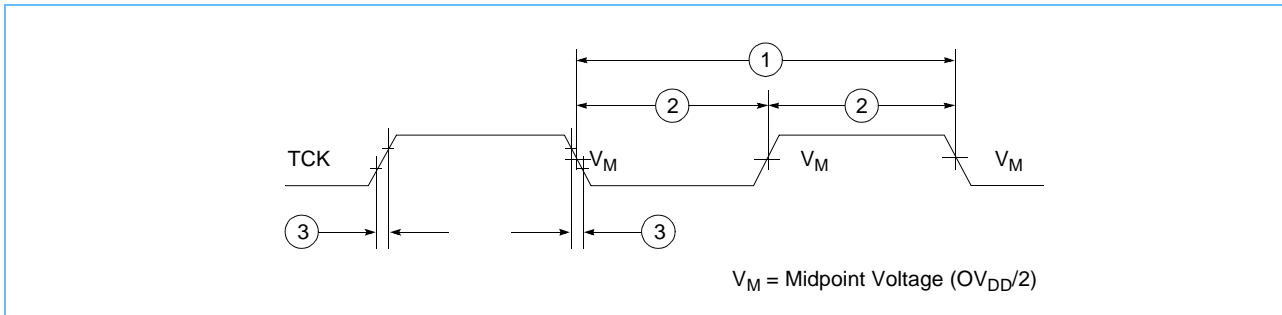 1
2 2
TCK V_M V_M V_M
3 3
V_M = Midpoint Voltage (OV_DD/2)